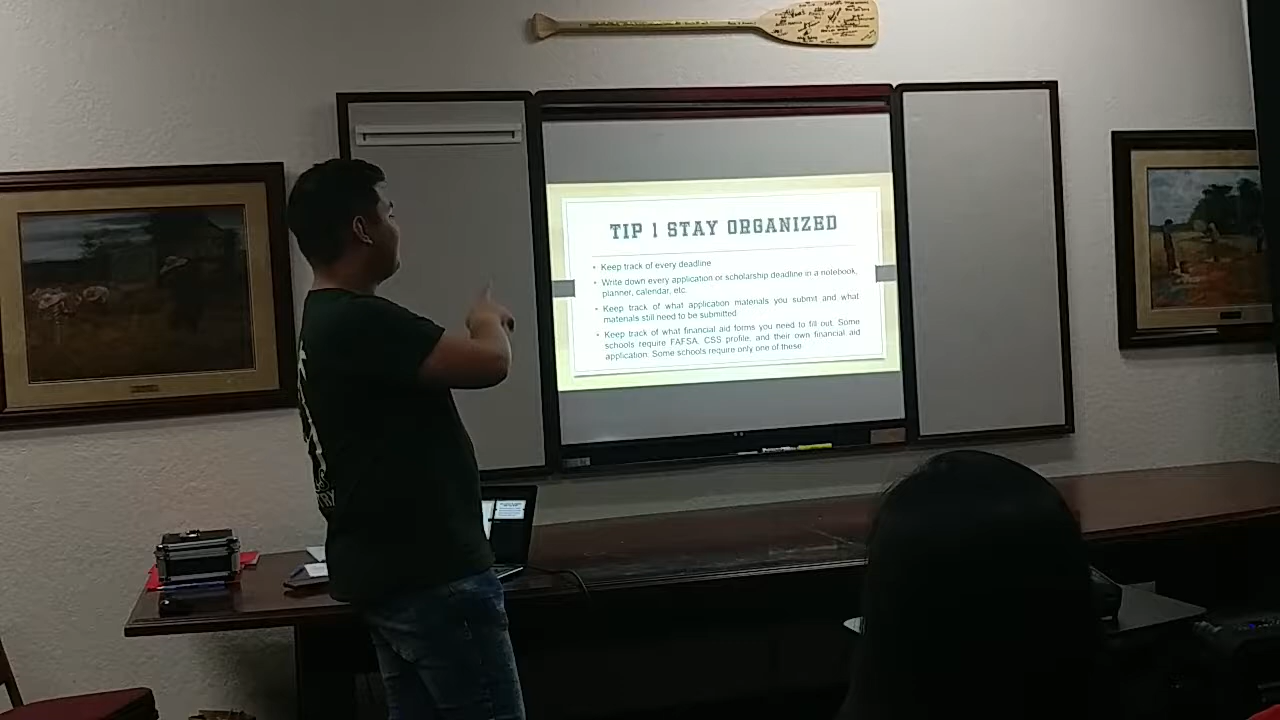 TIP 1 STAY ORGANIZED
• Keep track of every deadline
• Write down every application or scholarship deadline in a notebook,
planner, calendar, etc.
• Keep track of what application materials you submit and what
materials still need to be submitted
• Keep track of what financial aid forms you need to fill out. Some
schools require FAFSA, CSS profile, and their own financial aid
application. Some schools require only one of these